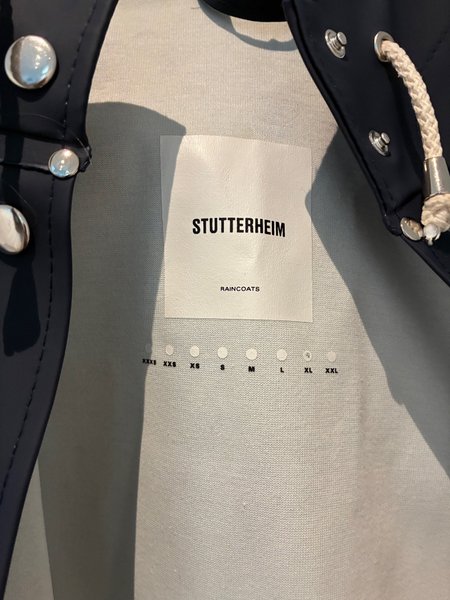 STUTTERHEIM
RAINCOATS
XXXS XXS XS S M L XL XXL